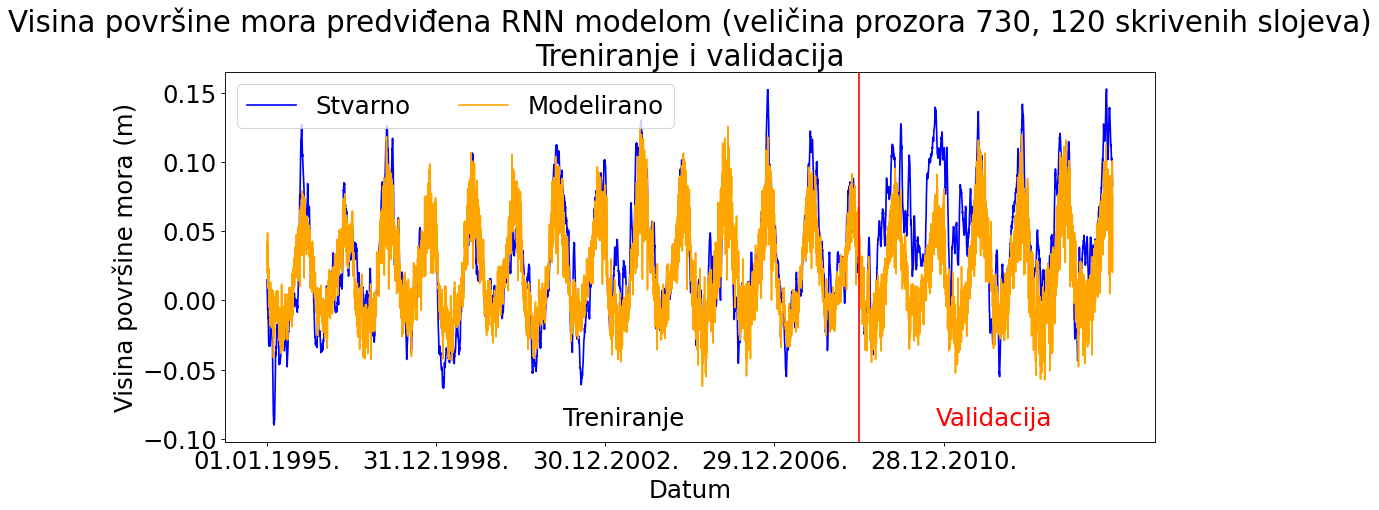 Visina površine mora predviđena RNN modelom (veličina prozora 730, 120 skrivenih slojeva)
Treniranje i validacija
Stvarno
Modelirano
Visina površine mora (m)
0.15
0.10
0.05
0.00
−0.05
−0.10
Treniranje
Validacija
01.01.1995.
31.12.1998.
30.12.2002.
29.12.2006.
28.12.2010.
Datum